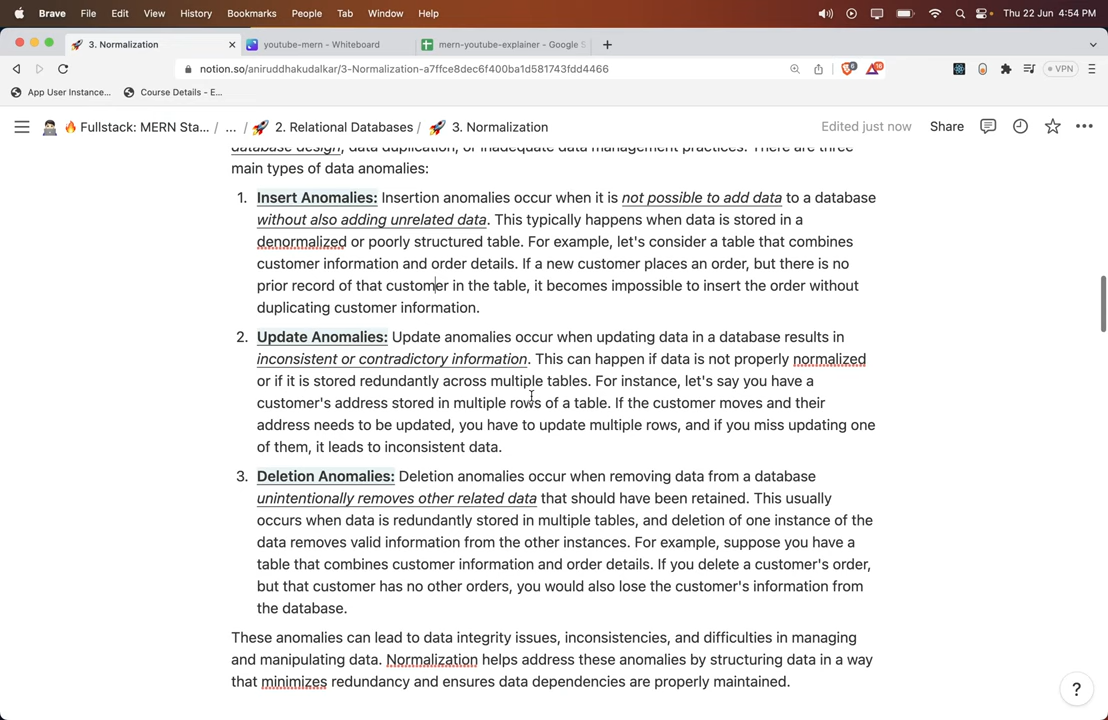 Brave File Edit View History Bookmarks People Tab Window Help Thu 22 Jun 4:54 PM
3. Normalization youtube-mern - Whiteboard mern-youtube-explainer - Google S
notion.so/aniruddhakudalkar/3-Normalization-a7ffce8dec6f400ba1d581743fdd4466 VPN
App User Instance... Course Details - E...
Fullstack: MERN Sta... / ... / 2. Relational Databases / 3. Normalization Edited just now Share
database design, data duplication, or inadequate data management practices. There are three
main types of data anomalies:
1. Insert Anomalies: Insertion anomalies occur when it is not possible to add data to a database
without also adding unrelated data. This typically happens when data is stored in a
denormalized or poorly structured table. For example, let's consider a table that combines
customer information and order details. If a new customer places an order, but there is no
prior record of that customer in the table, it becomes impossible to insert the order without
duplicating customer information.
2. Update Anomalies: Update anomalies occur when updating data in a database results in
inconsistent or contradictory information. This can happen if data is not properly normalized
or if it is stored redundantly across multiple tables. For instance, let's say you have a
customer's address stored in multiple rows of a table. If the customer moves and their
address needs to be updated, you have to update multiple rows, and if you miss updating one
of them, it leads to inconsistent data.
3. Deletion Anomalies: Deletion anomalies occur when removing data from a database
unintentionally removes other related data that should have been retained. This usually
occurs when data is redundantly stored in multiple tables, and deletion of one instance of the
data removes valid information from the other instances. For example, suppose you have a
table that combines customer information and order details. If you delete a customer's order,
but that customer has no other orders, you would also lose the customer's information from
the database.
These anomalies can lead to data integrity issues, inconsistencies, and difficulties in managing
and manipulating data. Normalization helps address these anomalies by structuring data in a way
that minimizes redundancy and ensures data dependencies are properly maintained.
?